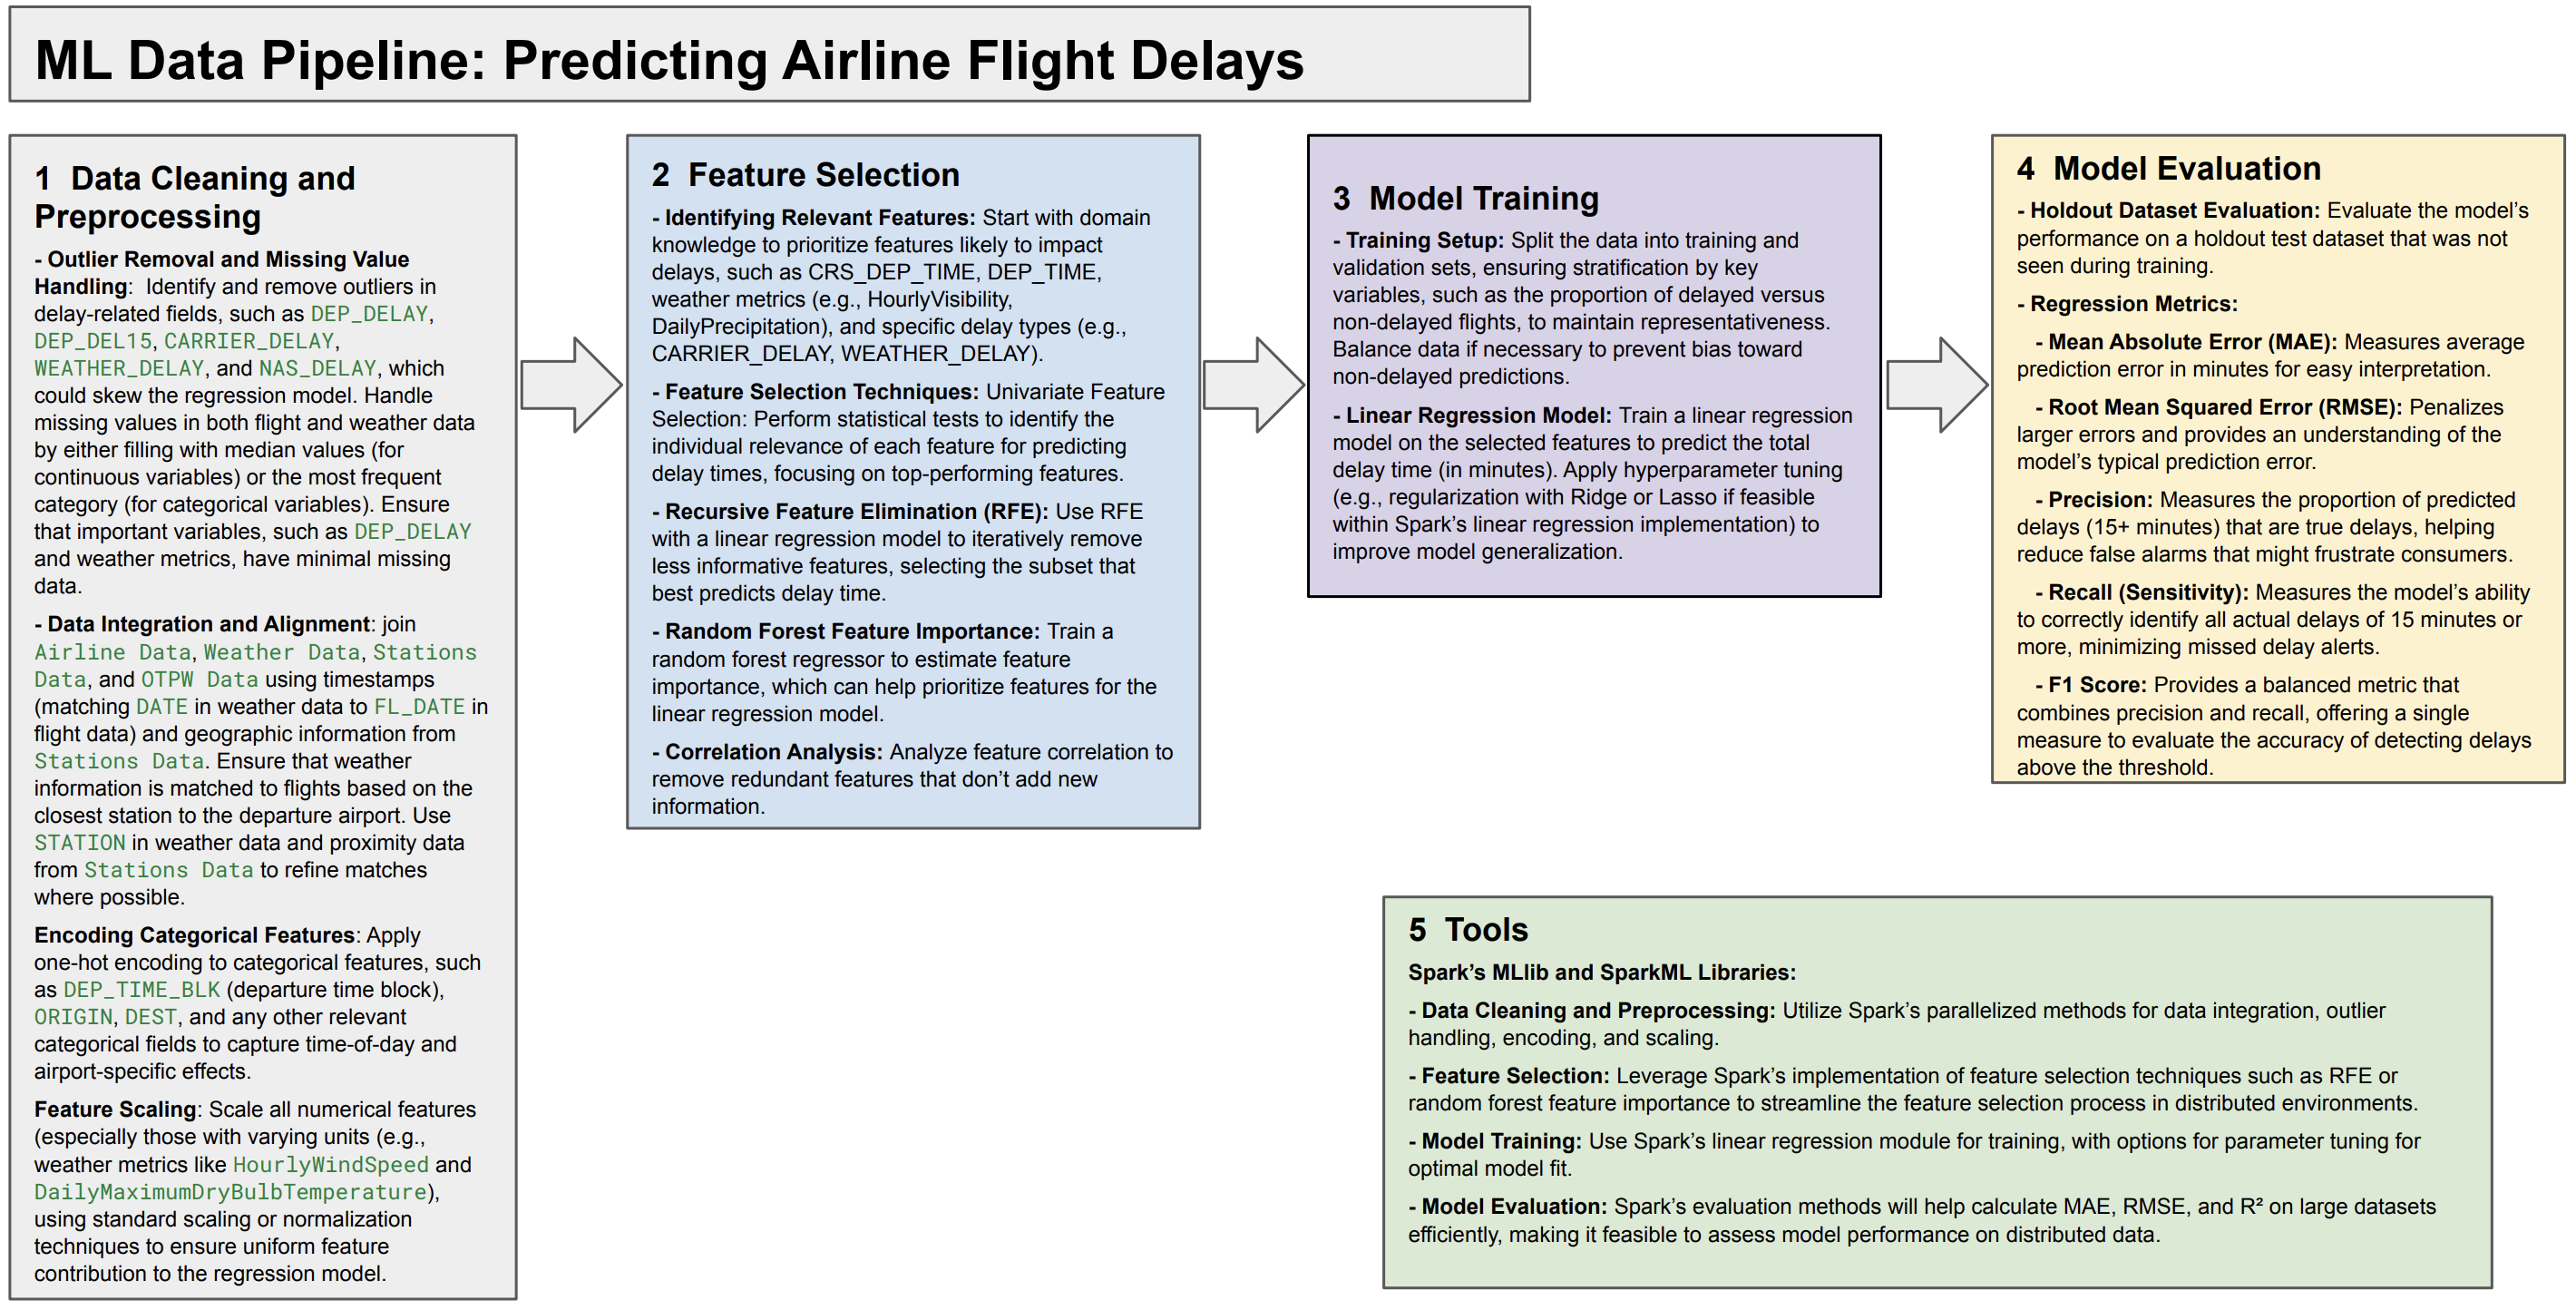 ML Data Pipeline: Predicting Airline Flight Delays
1 Data Cleaning and
Preprocessing
- Outlier Removal and Missing Value
Handling: Identify and remove outliers in
delay-related fields, such as DEP_DELAY,
DEP_DEL15, CARRIER_DELAY,
WEATHER_DELAY, and NAS_DELAY, which
could skew the regression model. Handle
missing values in both flight and weather data
by either filling with median values (for
continuous variables) or the most frequent
category (for categorical variables). Ensure
that important variables, such as DEP_DELAY
and weather metrics, have minimal missing
data.
- Data Integration and Alignment: join
Airline Data, Weather Data, Stations
Data, and OTPW Data using timestamps
(matching DATE in weather data to FL_DATE in
flight data) and geographic information from
Stations Data. Ensure that weather
information is matched to flights based on the
closest station to the departure airport. Use
STATION in weather data and proximity data
from Stations Data to refine matches
where possible.
Encoding Categorical Features: Apply
one-hot encoding to categorical features, such
as DEP_TIME_BLK (departure time block),
ORIGIN, DEST, and any other relevant
categorical fields to capture time-of-day and
airport-specific effects.
Feature Scaling: Scale all numerical features
(especially those with varying units (e.g.,
weather metrics like HourlyWindSpeed and
DailyMaximumDryBulbTemperature),
using standard scaling or normalization
techniques to ensure uniform feature
contribution to the regression model.
2 Feature Selection
- Identifying Relevant Features: Start with domain
knowledge to prioritize features likely to impact
delays, such as CRS_DEP_TIME, DEP_TIME,
weather metrics (e.g., HourlyVisibility,
DailyPrecipitation), and specific delay types (e.g.,
CARRIER_DELAY, WEATHER_DELAY).
- Feature Selection Techniques: Univariate Feature
Selection: Perform statistical tests to identify the
individual relevance of each feature for predicting
delay times, focusing on top-performing features.
- Recursive Feature Elimination (RFE): Use RFE
with a linear regression model to iteratively remove
less informative features, selecting the subset that
best predicts delay time.
- Random Forest Feature Importance: Train a
random forest regressor to estimate feature
importance, which can help prioritize features for the
linear regression model.
- Correlation Analysis: Analyze feature correlation to
remove redundant features that don’t add new
information.
3 Model Training
- Training Setup: Split the data into training and
validation sets, ensuring stratification by key
variables, such as the proportion of delayed versus
non-delayed flights, to maintain representativeness.
Balance data if necessary to prevent bias toward
non-delayed predictions.
- Linear Regression Model: Train a linear regression
model on the selected features to predict the total
delay time (in minutes). Apply hyperparameter tuning
(e.g., regularization with Ridge or Lasso if feasible
within Spark’s linear regression implementation) to
improve model generalization.
4 Model Evaluation
- Holdout Dataset Evaluation: Evaluate the model’s
performance on a holdout test dataset that was not
seen during training.
- Regression Metrics:
- Mean Absolute Error (MAE): Measures average
prediction error in minutes for easy interpretation.
- Root Mean Squared Error (RMSE): Penalizes
larger errors and provides an understanding of the
model’s typical prediction error.
- Precision: Measures the proportion of predicted
delays (15+ minutes) that are true delays, helping
reduce false alarms that might frustrate consumers.
- Recall (Sensitivity): Measures the model’s ability
to correctly identify all actual delays of 15 minutes or
more, minimizing missed delay alerts.
- F1 Score: Provides a balanced metric that
combines precision and recall, offering a single
measure to evaluate the accuracy of detecting delays
above the threshold.
5 Tools
Spark’s MLlib and SparkML Libraries:
- Data Cleaning and Preprocessing: Utilize Spark’s parallelized methods for data integration, outlier
handling, encoding, and scaling.
- Feature Selection: Leverage Spark’s implementation of feature selection techniques such as RFE or
random forest feature importance to streamline the feature selection process in distributed environments.
- Model Training: Use Spark’s linear regression module for training, with options for parameter tuning for
optimal model fit.
- Model Evaluation: Spark’s evaluation methods will help calculate MAE, RMSE, and R² on large datasets
efficiently, making it feasible to assess model performance on distributed data.